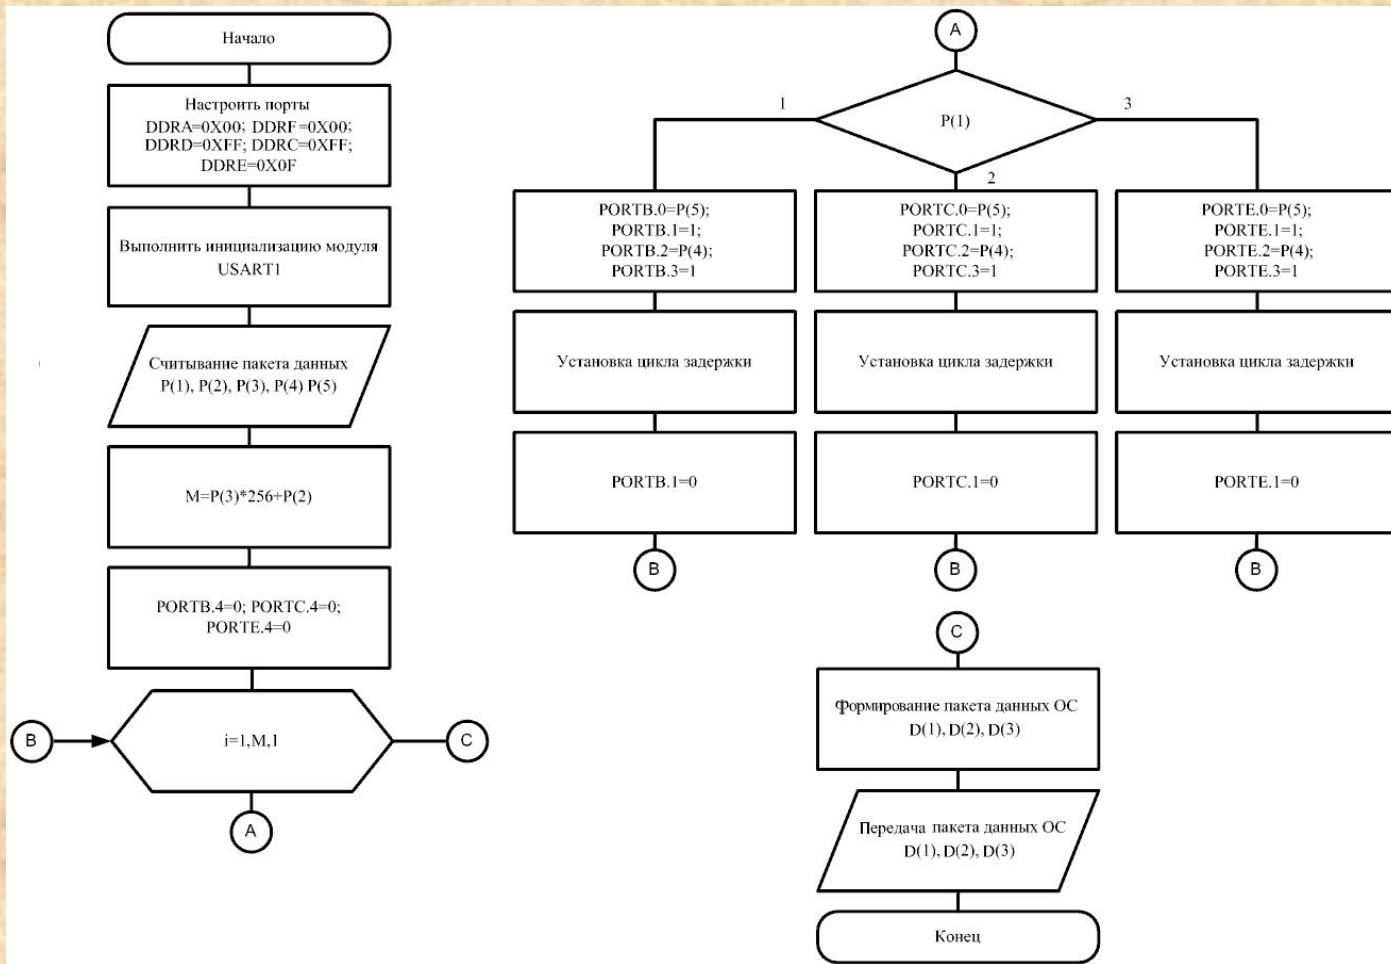 Начало
Настроить порты
DDRA=0X00; DDRF=0X00;
DDRD=0XFF; DDRC=0XFF;
DDRE=0X0F
Выполнить инициализацию модуля
USART1
Считывание пакета данных
P(1), P(2), P(3), P(4) P(5)
M=P(3)*256+P(2)
PORTB.4=0; PORTC.4=0;
PORTE.4=0
B
i=1,M,1
C
A
A
P(1)
1
2
3
PORTB.0=P(5);
PORTB.1=1;
PORTB.2=P(4);
PORTB.3=1
PORTC.0=P(5);
PORTC.1=1;
PORTC.2=P(4);
PORTC.3=1
PORTE.0=P(5);
PORTE.1=1;
PORTE.2=P(4);
PORTE.3=1
Установка цикла задержки
Установка цикла задержки
Установка цикла задержки
PORTB.1=0
PORTC.1=0
PORTE.1=0
B
B
B
C
Формирование пакета данных ОС
D(1), D(2), D(3)
Передача пакета данных ОС
D(1), D(2), D(3)
Конец